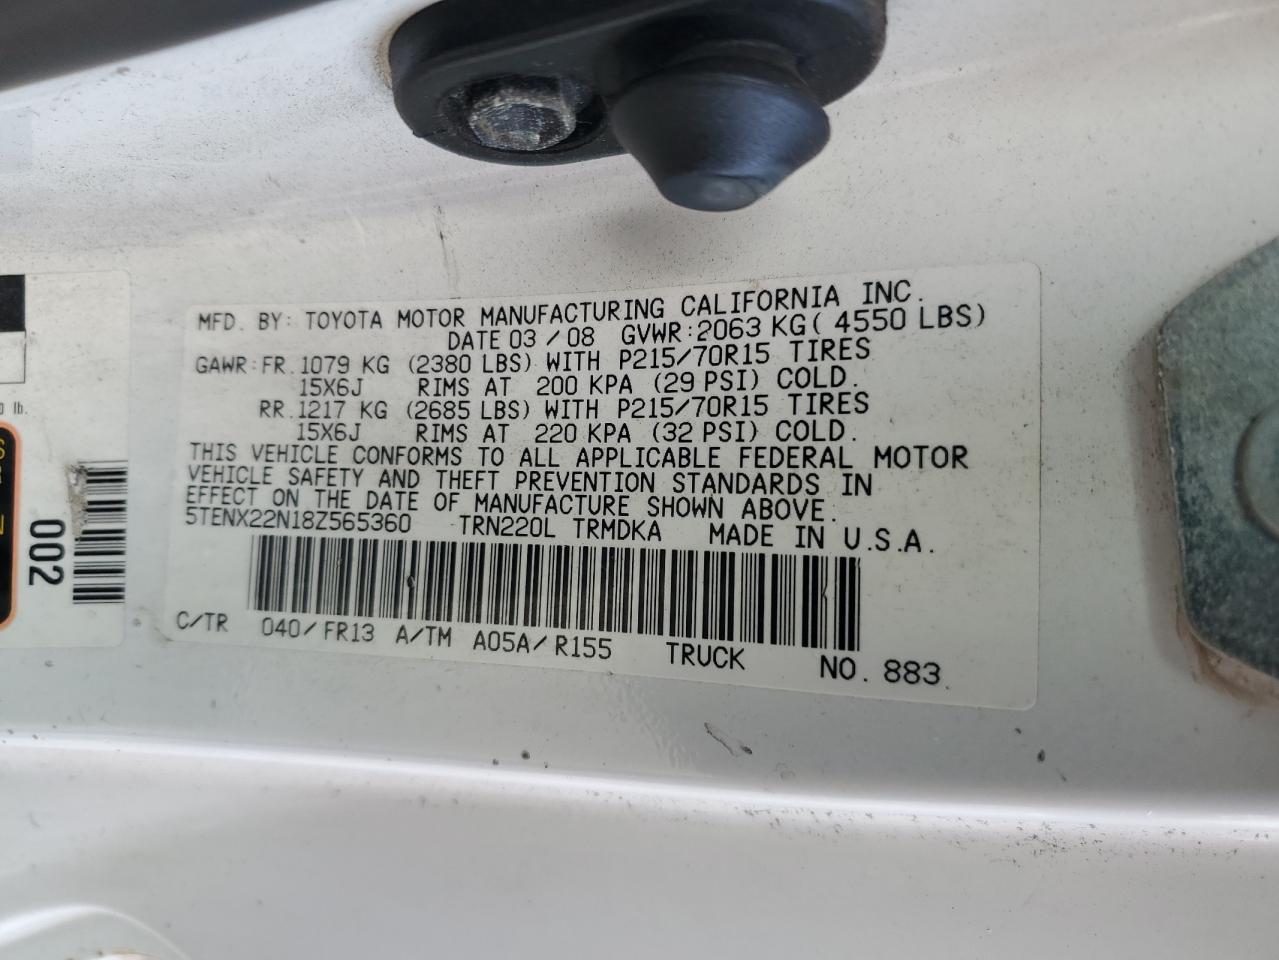 MFD. BY: TOYOTA MOTOR MANUFACTURING CALIFORNIA INC.
DATE 03 / 08 GVWR: 2063 KG ( 4550 LBS)
GAWR: FR. 1079 KG (2380 LBS) WITH P215/70R15 TIRES
15X6J RIMS AT 200 KPA (29 PSI) COLD.
RR. 1217 KG (2685 LBS) WITH P215/70R15 TIRES
15X6J RIMS AT 220 KPA (32 PSI) COLD.
THIS VEHICLE CONFORMS TO ALL APPLICABLE FEDERAL MOTOR
VEHICLE SAFETY AND THEFT PREVENTION STANDARDS IN
EFFECT ON THE DATE OF MANUFACTURE SHOWN ABOVE.
5TENX22N18Z565360 TRN220L TRMDKA MADE IN U.S.A.
C/TR 040/FR13 A/TM A05A/R155 TRUCK NO. 883
0 lb.
002